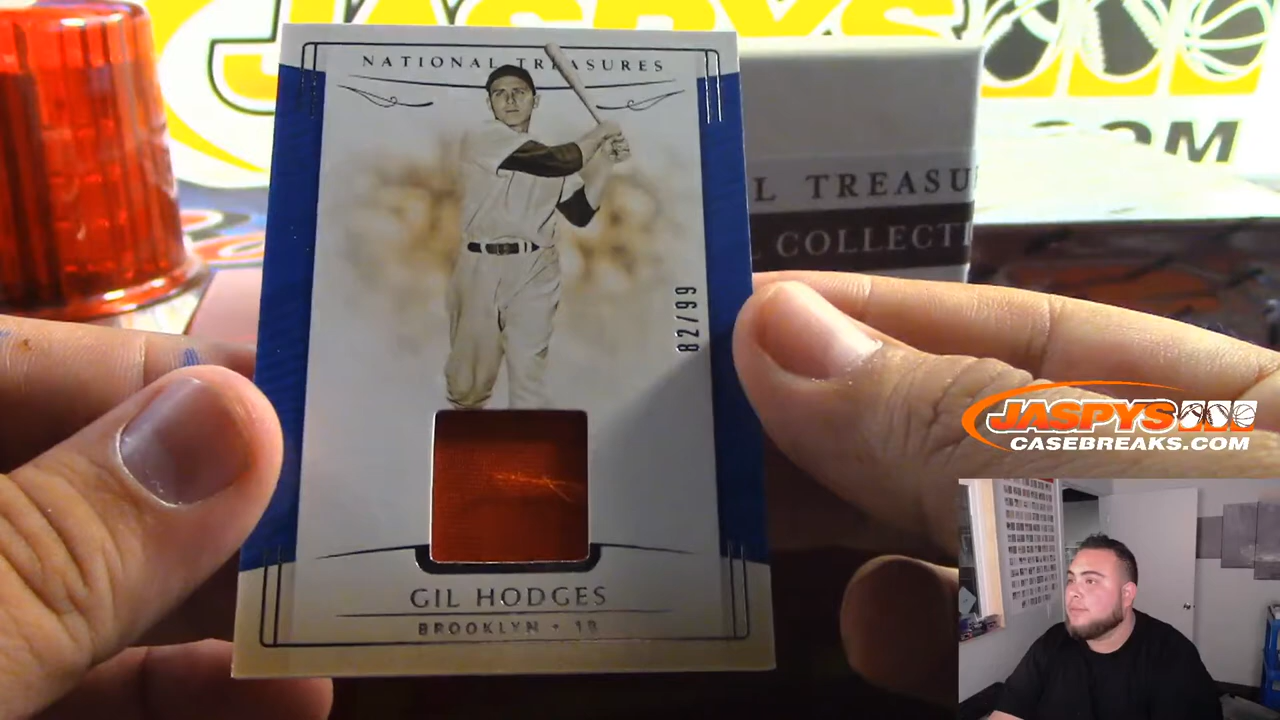 NATIONAL TREASURES
82/99
GIL HODGES
BROOKLYN • 1B
L TREASU
L COLLECTI
OM
JASPYS
CASEBREAKS.COM